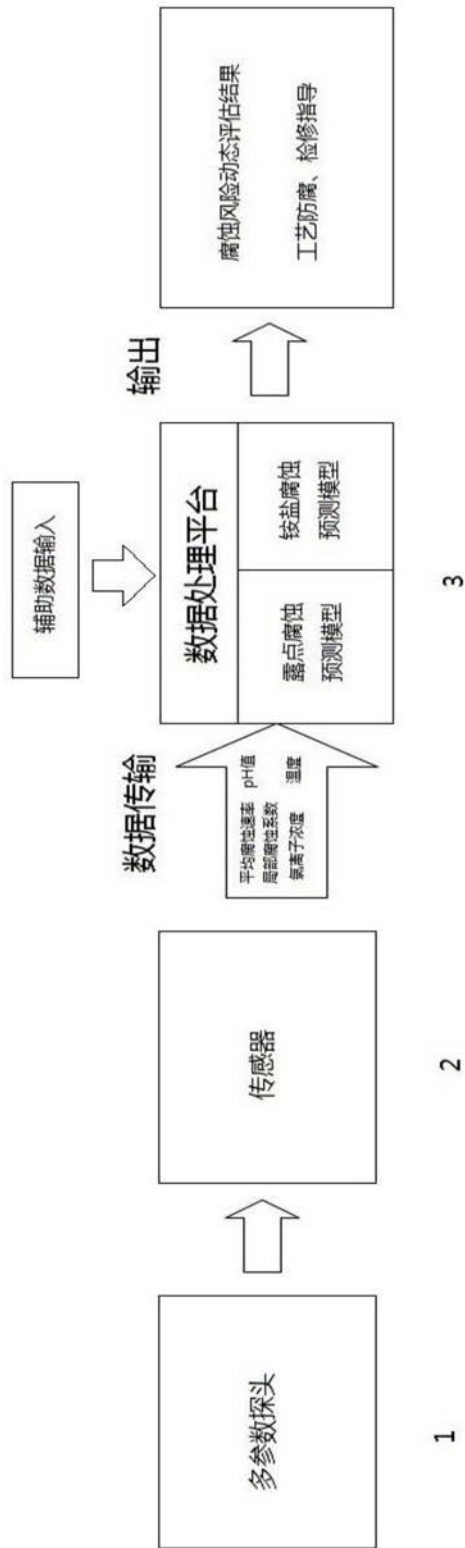 多参数探头
1
传感器
2
数据传输
平均腐蚀速率 pH值
局部腐蚀系数
氯离子浓度 温度
辅助数据输入
数据处理平台
露点腐蚀
预测模型
铵盐腐蚀
预测模型
3
输出
腐蚀风险动态评估结果
工艺防腐、检修指导